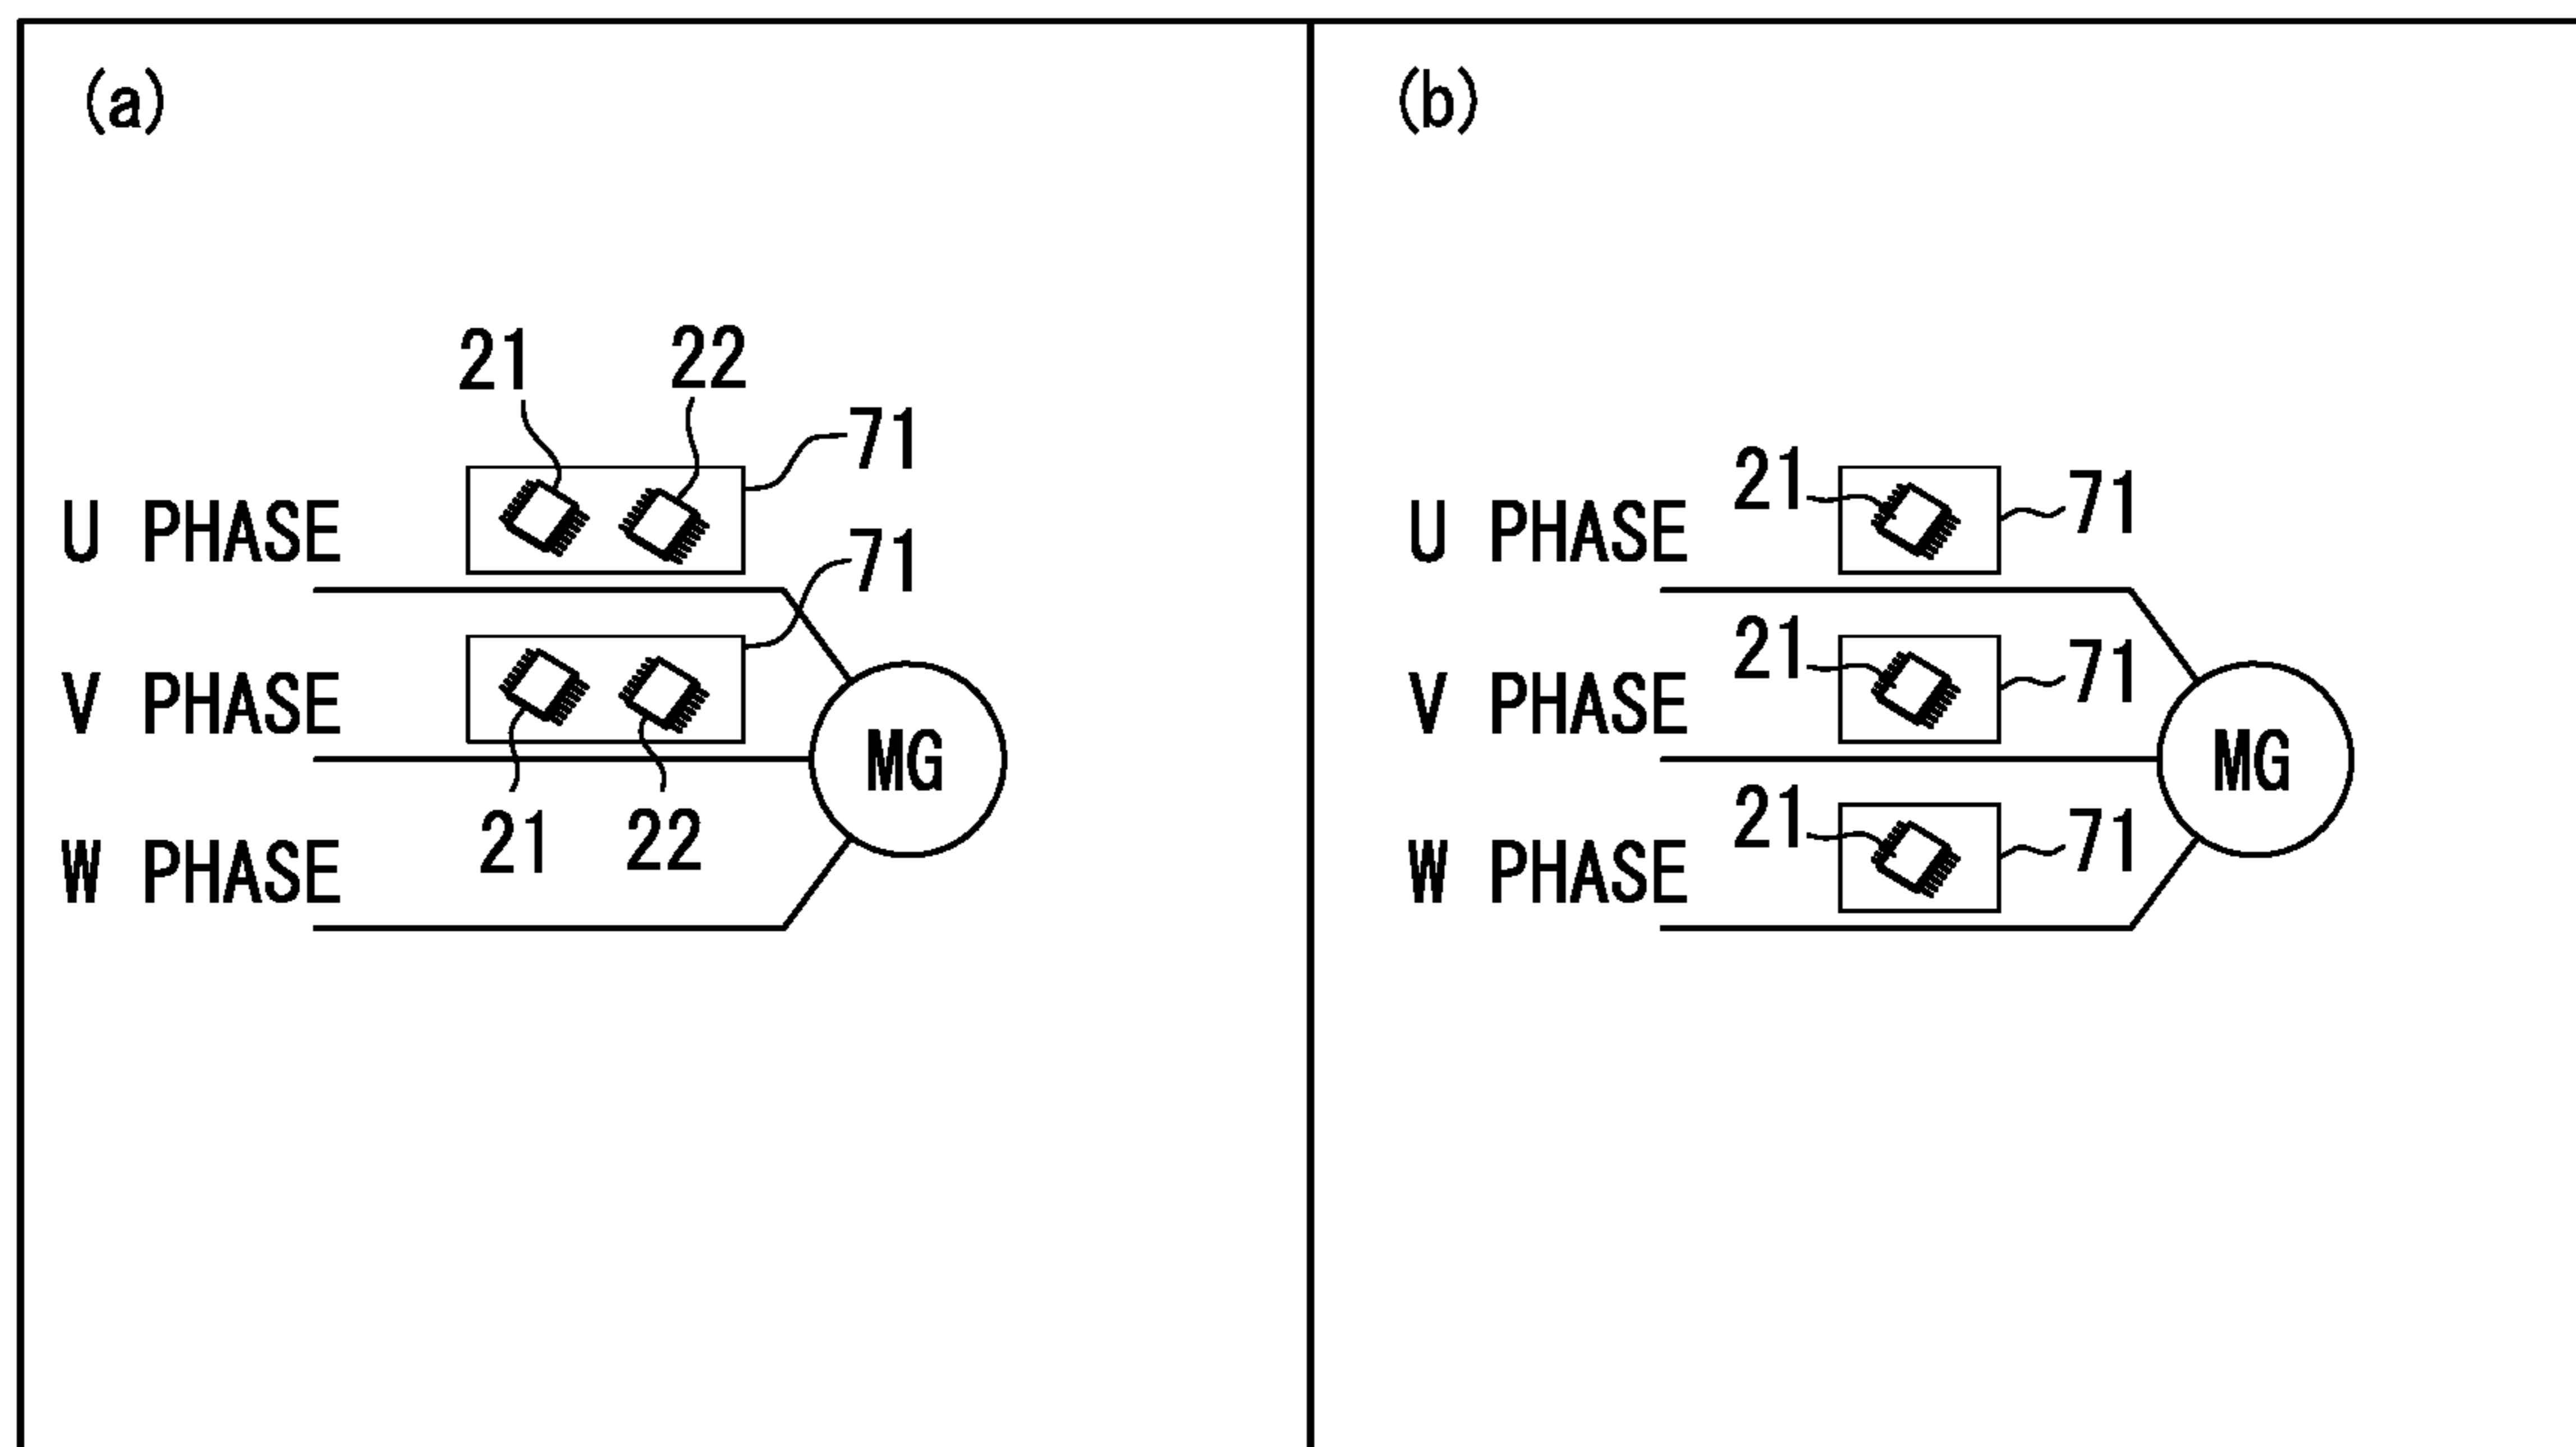 (a)
21 22
71
U PHASE
71
V PHASE
MG
21 22
W PHASE
(b)
21 71
U PHASE
21 71
V PHASE
MG
21 71
W PHASE